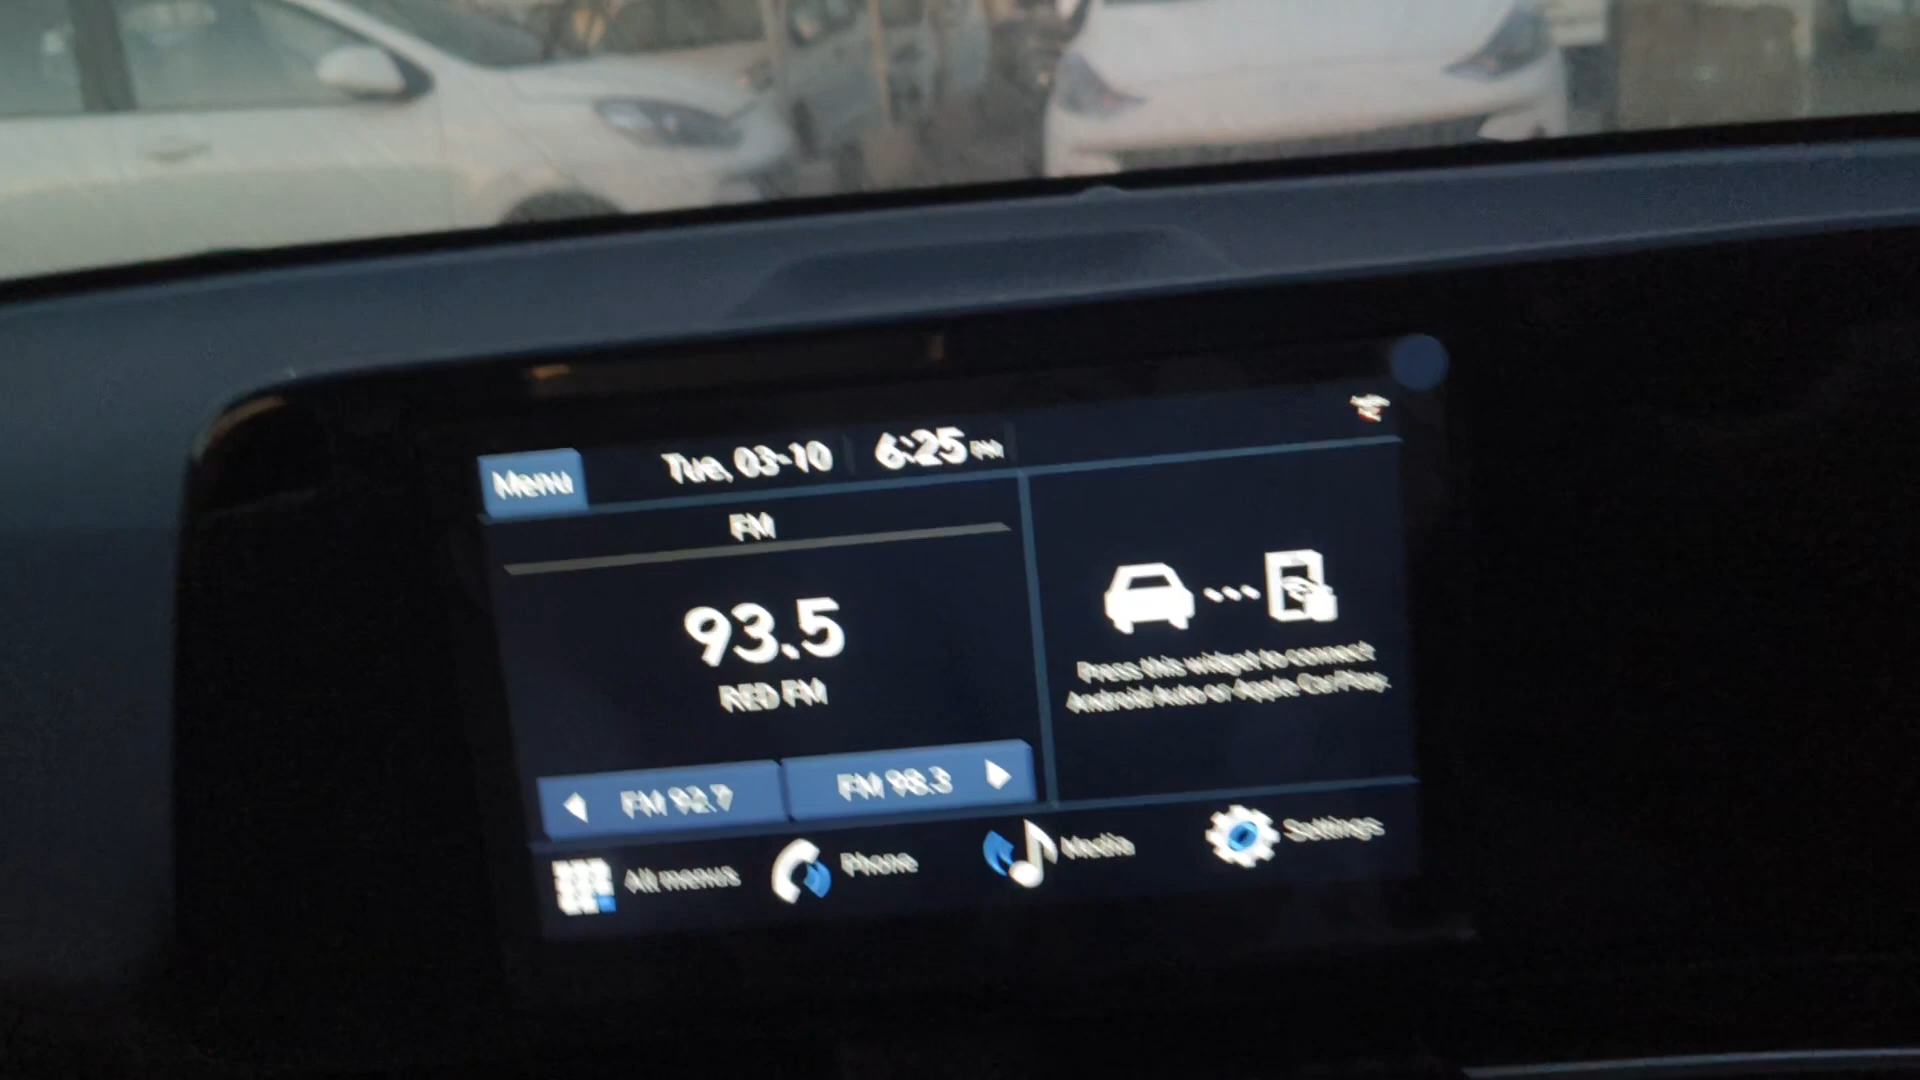 Menu
Tue, 03-10
6:25 PM
FM
93.5
RED FM
Press this widget to connect
Android Auto or Apple CarPlay.
FM 92.7
FM 98.3
All menus
Phone
Media
Settings